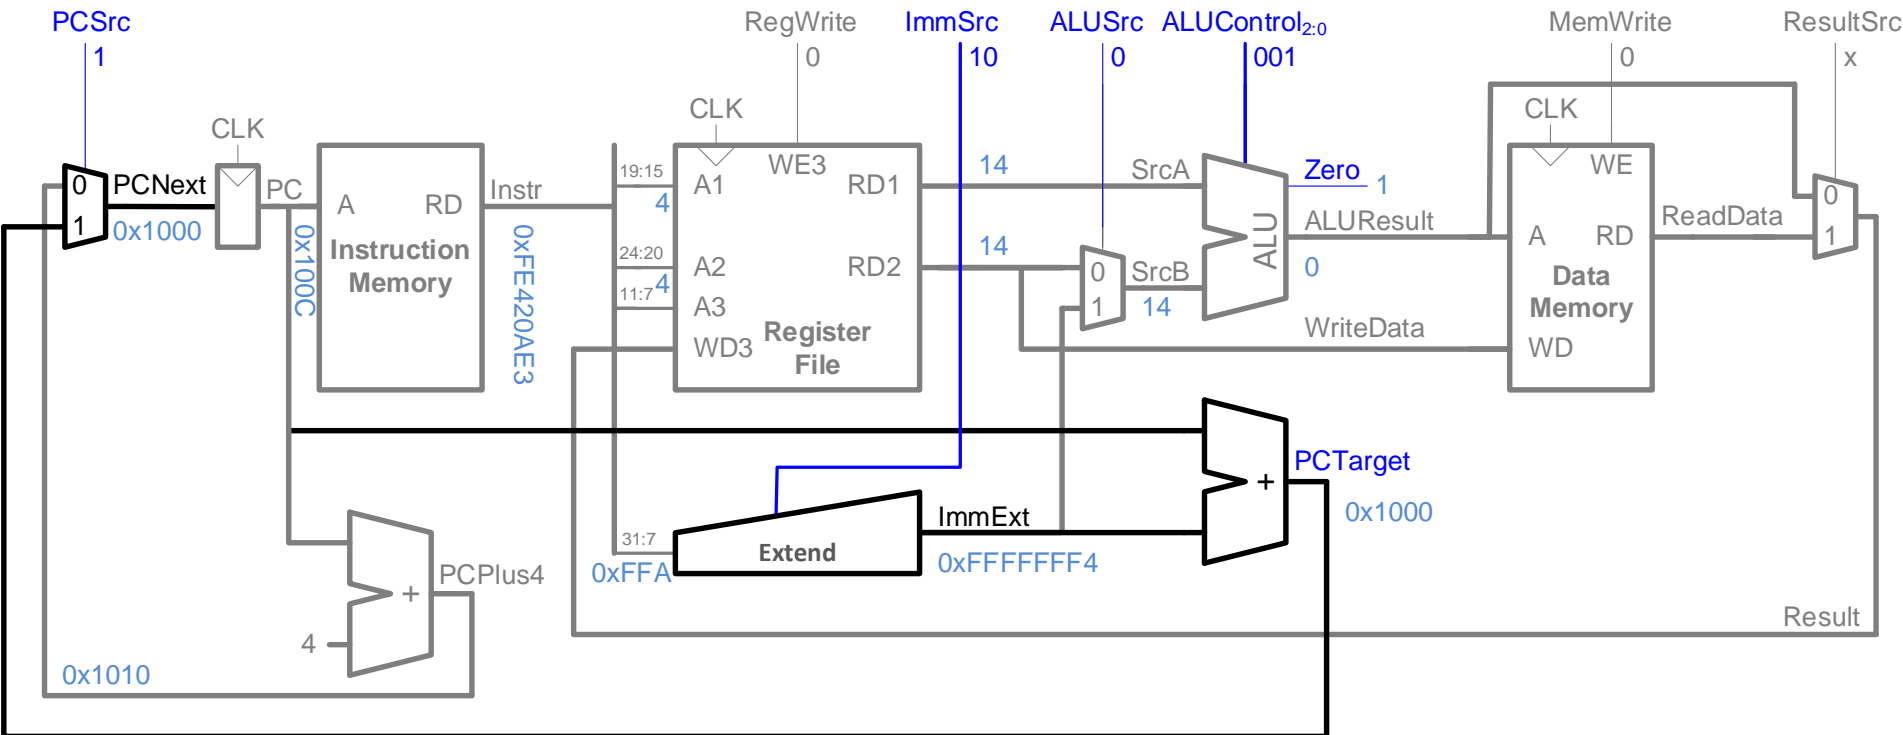 PCSrc
1
RegWrite
0
ImmSrc
10
ALUSrc
0
ALUControl2:0
001
MemWrite
0
ResultSrc
x
CLK
CLK
CLK
0
1
PCNext
0x1000
PC
0x100C
A
RD
Instruction
Memory
Instr
0xFE420AE3
19:15
4
24:20
4
11:7
A1
A2
A3
WD3
WE3
RD1
RD2
Register
File
14
14
0
1
SrcA
SrcB
14
ALU
Zero
1
ALUResult
0
WriteData
WE
A
RD
Data
Memory
WD
ReadData
0
1
PCTarget
0x1000
+
31:7
0xFFA
Extend
ImmExt
0xFFFFFFF4
PCPlus4
+
4
0x1010
Result